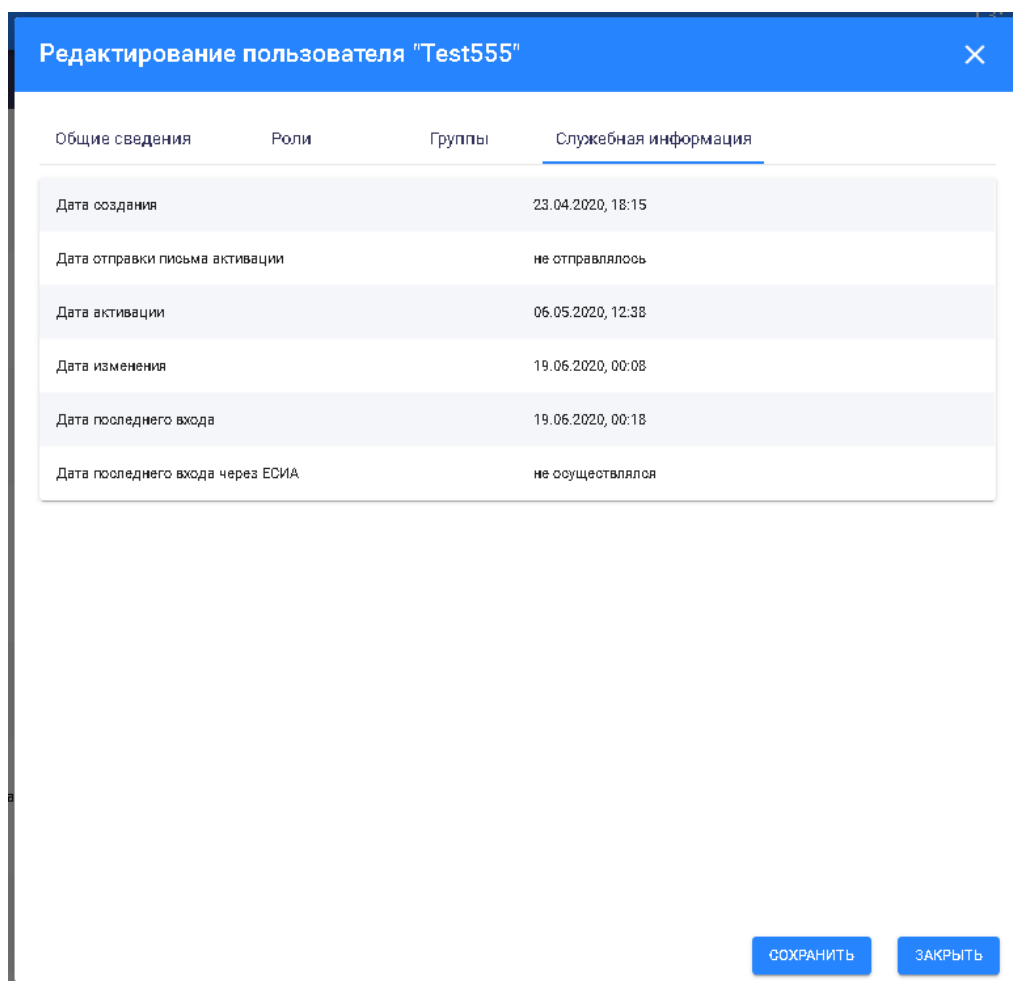 Редактирование пользователя "Test555"
Общие сведения Роли Группы Служебная информация
Дата создания 23.04.2020, 18:15
Дата отправки письма активации не отправлялось
Дата активации 06.05.2020, 12:38
Дата изменения 19.06.2020, 00:08
Дата последнего входа 19.06.2020, 00:18
Дата последнего входа через ЕСИА не осуществлялся
СОХРАНИТЬ ЗАКРЫТЬ